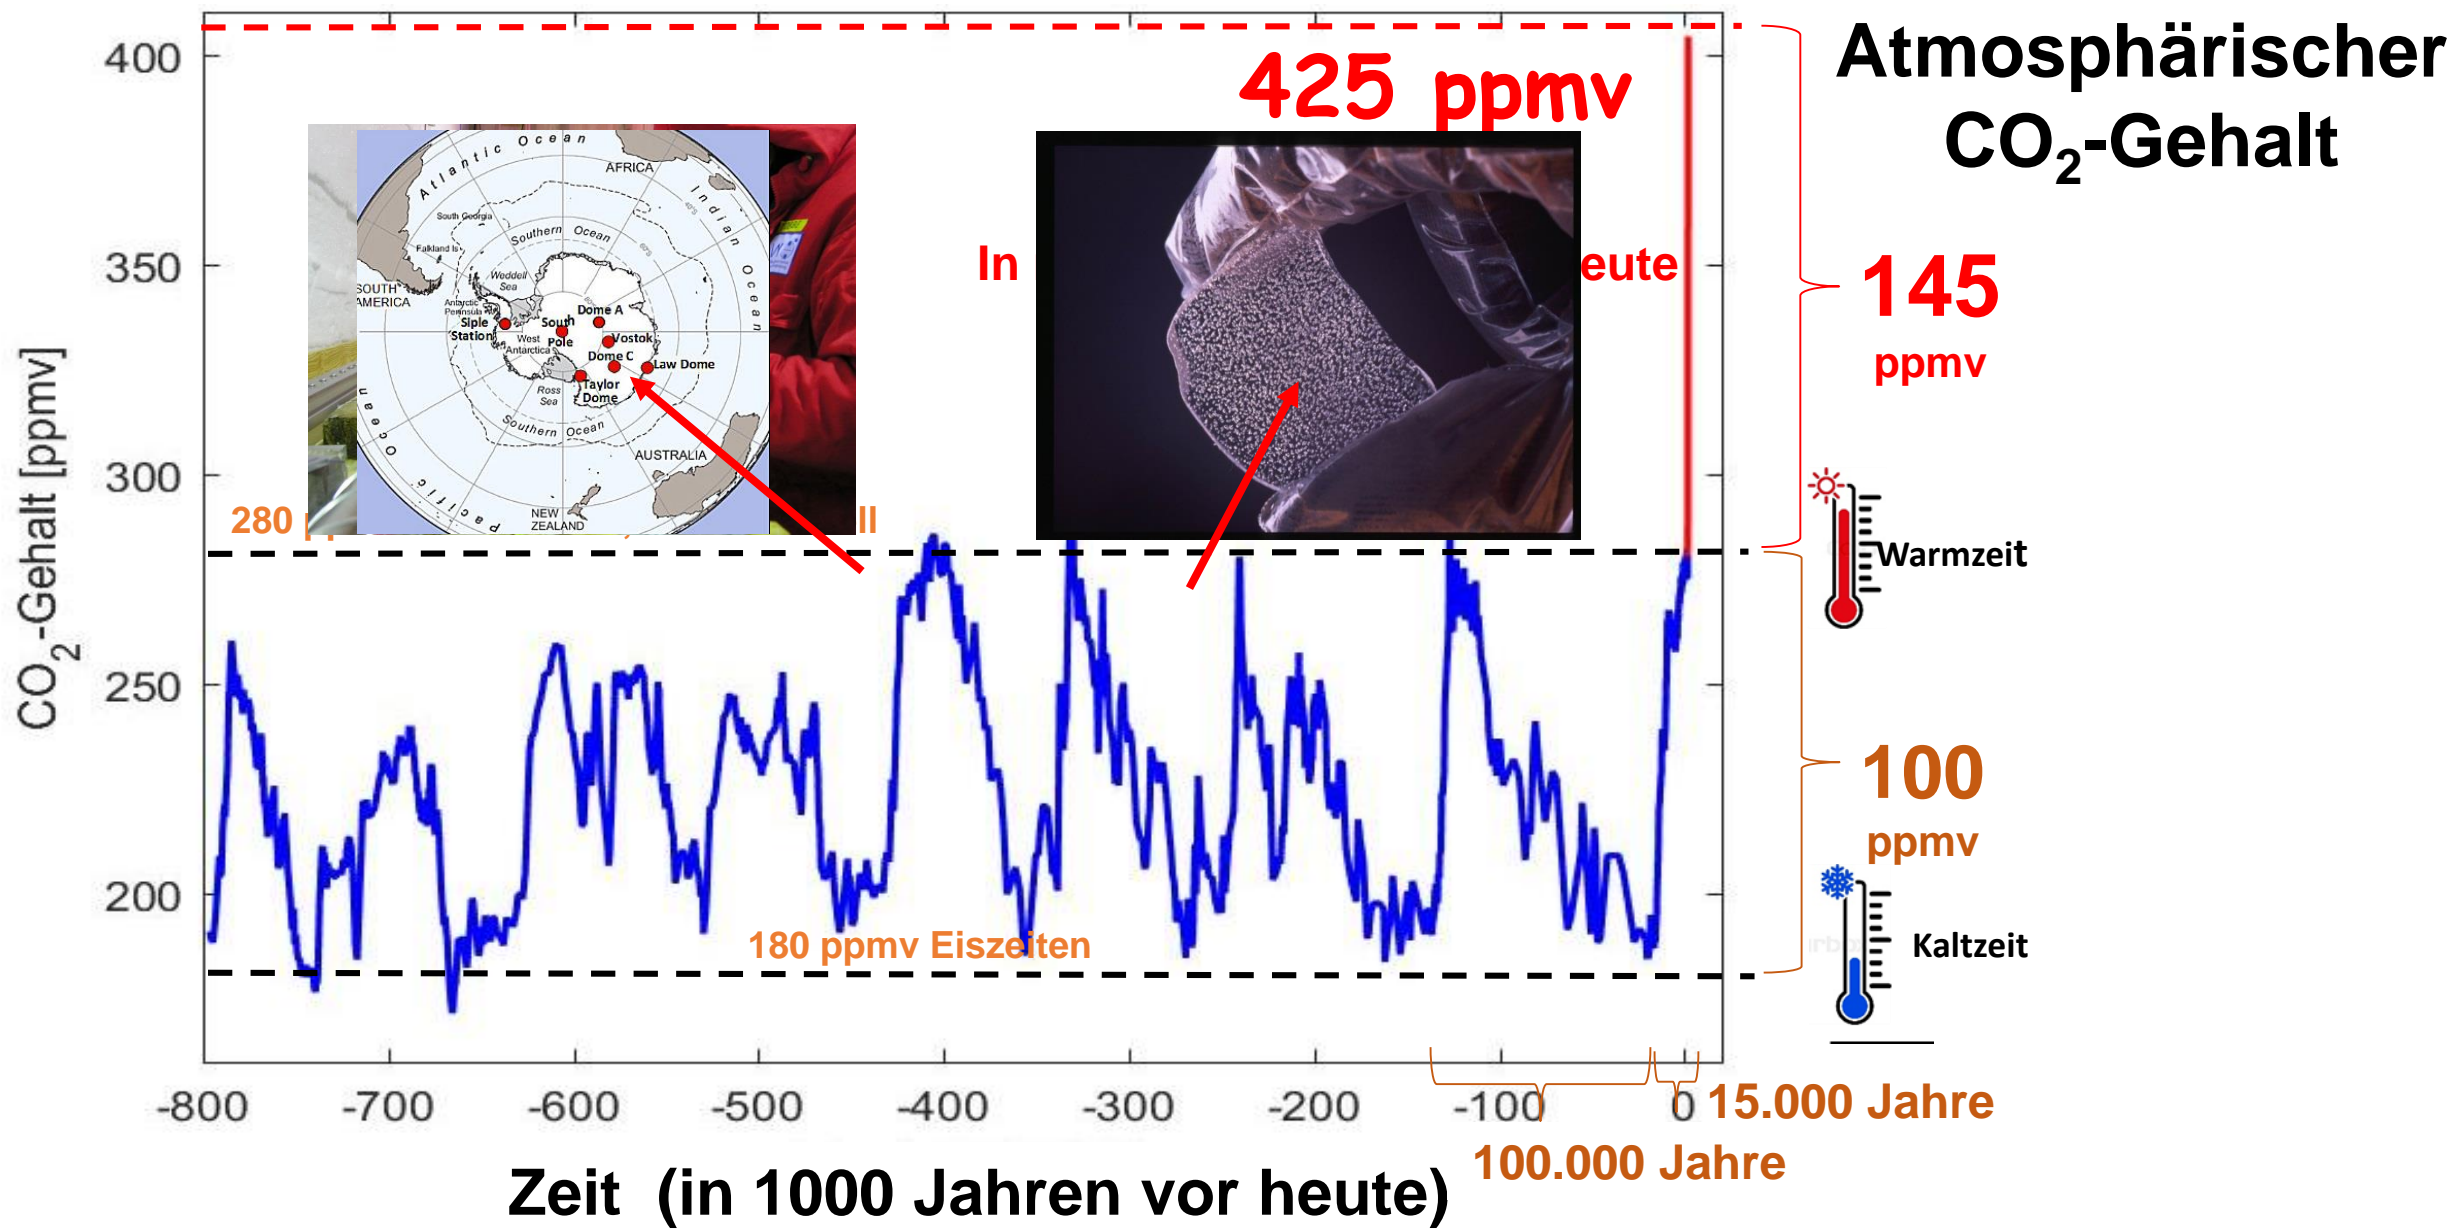 Atmosphärischer
CO2-Gehalt
425 ppmv
400
350
300
250
200
CO2-Gehalt [ppmv]
In
eute
145
ppmv
Warmzeit
100
ppmv
Kaltzeit
280
180 ppmv Eiszeiten
-800
-700
-600
-500
-400
-300
-200
-100
0
15.000 Jahre
100.000 Jahre
Zeit (in 1000 Jahren vor heute)
Atlantic Ocean
AFRICA
Indian Ocean
South Georgia
Falkland Is.
Southern Ocean
Weddell
Sea
SOUTH
AMERICA
Antarctic
Peninsula
Siple
Station
South
Pole
Dome A
Vostok
West
Antarctica
Dome C
Law Dome
Taylor
Dome
Ross
Sea
Southern Ocean
AUSTRALIA
NEW
ZEALAND
Pacific Ocean